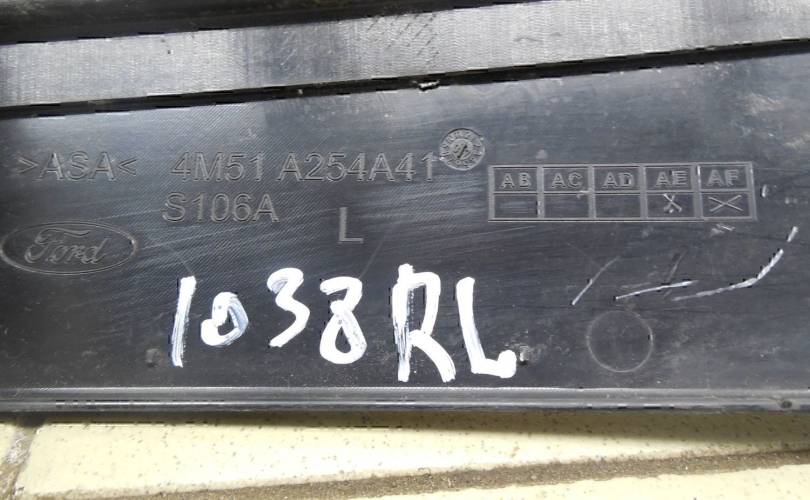 >ASA< 4M51 A254A41
S106A
L
AB AC AD AE AF
X X
Ford
1038RL